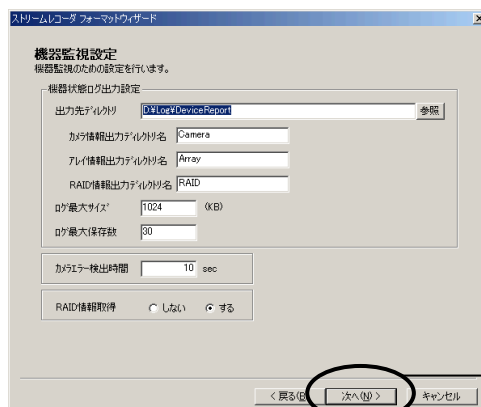 ストリームレコーダ フォーマットウィザード
機器監視設定
機器監視のための設定を行います。
機器状態ログ出力設定
出力先ディレクトリ D:¥Log¥DeviceReport 参照
カメラ情報出力ディレクトリ名 Camera
アレイ情報出力ディレクトリ名 Array
RAID情報出力ディレクトリ名 RAID
ログ最大サイズ 1024 (KB)
ログ最大保存数 30
カメラエラー検出時間 10 sec
RAID情報取得 しない する
< 戻る(B 次へ(N) > キャンセル